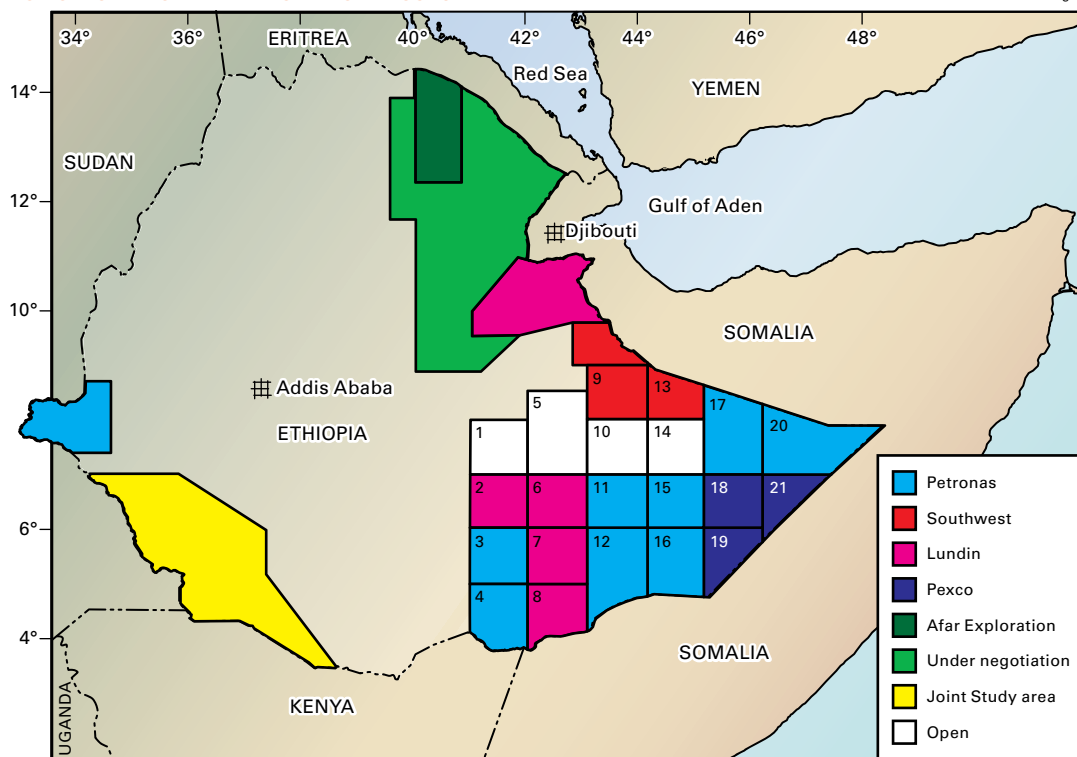 34° 36° 40° 42° 44° 46° 48°
ERITREA
Red Sea
YEMEN
14°
SUDAN
12°
Gulf of Aden
Djibouti
10°
SOMALIA
Addis Ababa
ETHIOPIA
9 13
17
5
1 10 14 20
2 6 11 15 18 21
3 7 12 16 19
4 8
6°
4°
SOMALIA
KENYA
UGANDA
Petronas
Southwest
Lundin
Pexco
Afar Exploration
Under negotiation
Joint Study area
Open